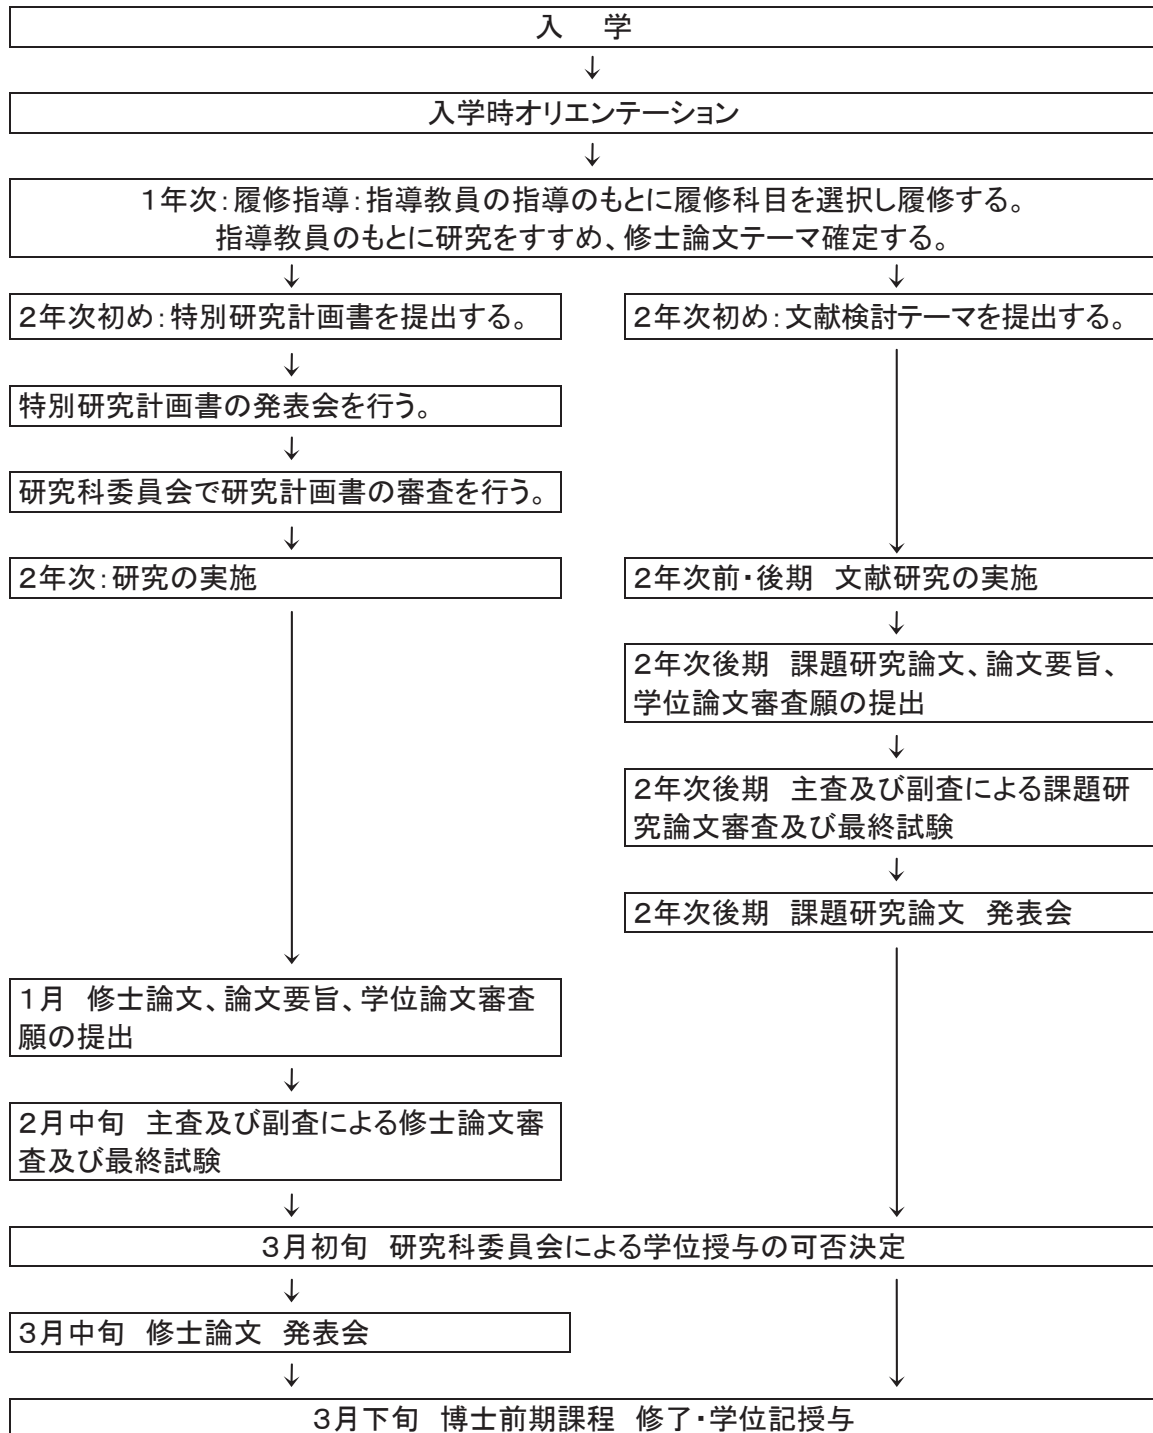 入　学
↓
入学時オリエンテーション
↓
1年次：履修指導：指導教員の指導のもとに履修科目を選択し履修する。
指導教員のもとに研究をすすめ、修士論文テーマ確定する。
↓
↓
2年次初め：特別研究計画書を提出する。
2年次初め：文献検討テーマを提出する。
↓
特別研究計画書の発表会を行う。
↓
研究科委員会で研究計画書の審査を行う。
↓
2年次：研究の実施
2年次前・後期　文献研究の実施
↓
2年次後期　課題研究論文、論文要旨、
学位論文審査願の提出
↓
2年次後期　主査及び副査による課題研
究論文審査及び最終試験
↓
2年次後期　課題研究論文　発表会
1月　修士論文、論文要旨、学位論文審査
願の提出
↓
2月中旬　主査及び副査による修士論文審
査及び最終試験
↓
3月初旬　研究科委員会による学位授与の可否決定
↓
3月中旬　修士論文　発表会
↓
3月下旬　博士前期課程　修了・学位記授与